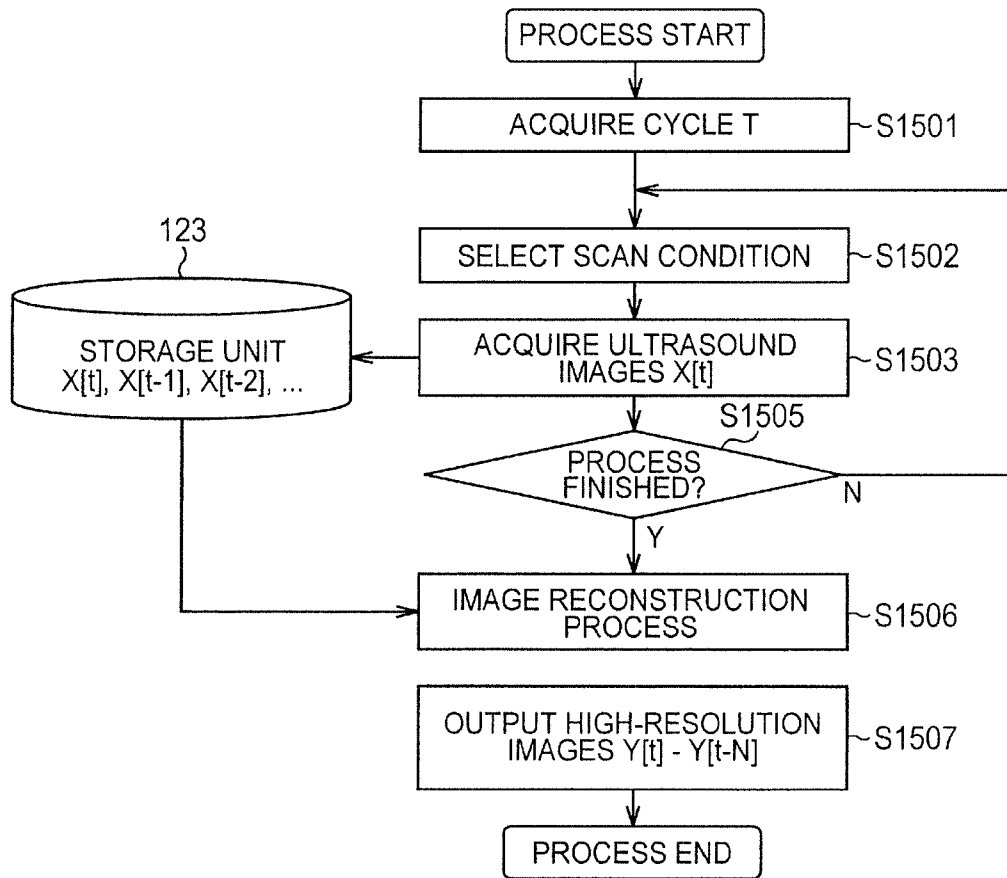 PROCESS START
ACQUIRE CYCLE T
S1501
SELECT SCAN CONDITION
S1502
123
STORAGE UNIT
X[t], X[t-1], X[t-2], ...
ACQUIRE ULTRASOUND
IMAGES X[t]
S1503
S1505
PROCESS
FINISHED?
N
Y
IMAGE RECONSTRUCTION
PROCESS
S1506
OUTPUT HIGH-RESOLUTION
IMAGES Y[t] - Y[t-N]
S1507
PROCESS END